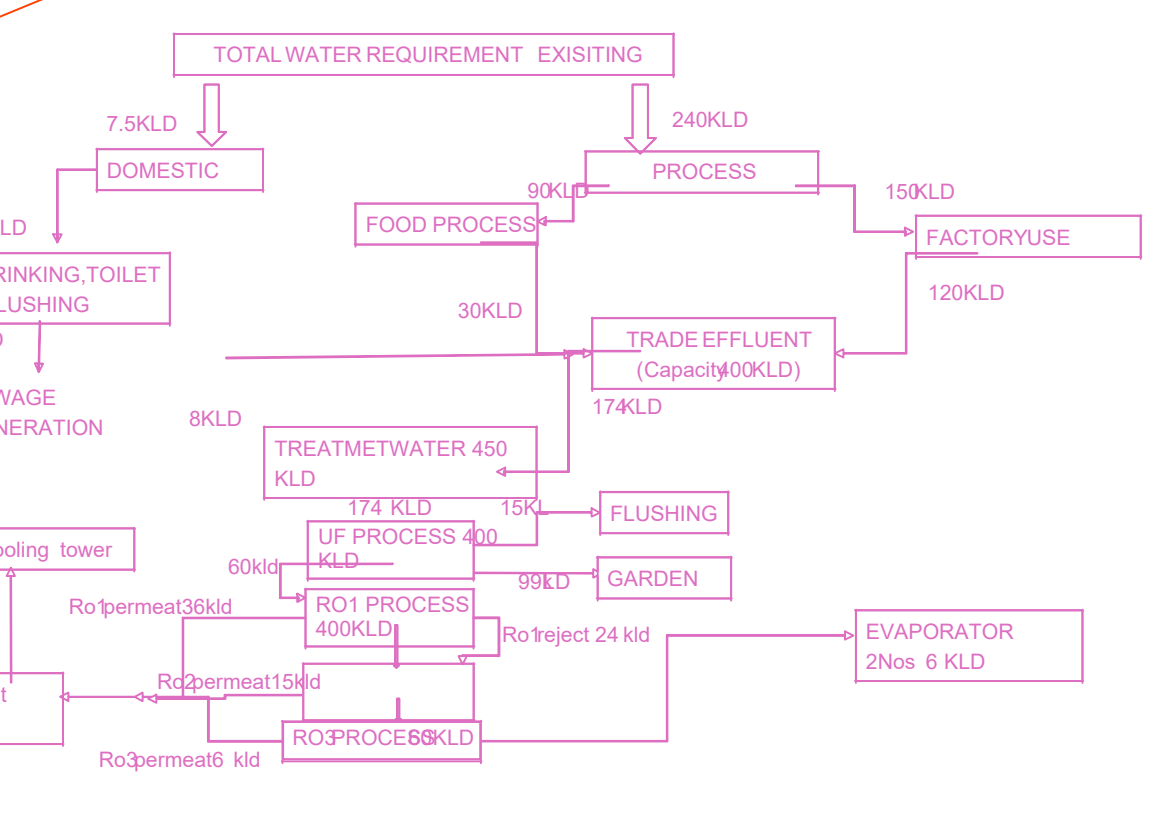 TOTAL WATER REQUIREMENT EXISITING
7.5KLD
240KLD
DOMESTIC
PROCESS
90KLD
150KLD
LD
FOOD PROCESS
FACTORYUSE
RINKING,TOILET
LUSHING
30KLD
120KLD
TRADE EFFLUENT
(Capacity400KLD)
WAGE
NERATION
8KLD
174KLD
TREATMETWATER 450
KLD
174 KLD
15KL
FLUSHING
UF PROCESS 400
KLD
ooling tower
60kld
99KLD
GARDEN
Ro1permeat36kld
RO1 PROCESS
400KLD
Ro1reject 24 kld
EVAPORATOR
2Nos 6 KLD
Ro2permeat15kld
t
RO3PROCESS60KLD
Ro3permeat6 kld